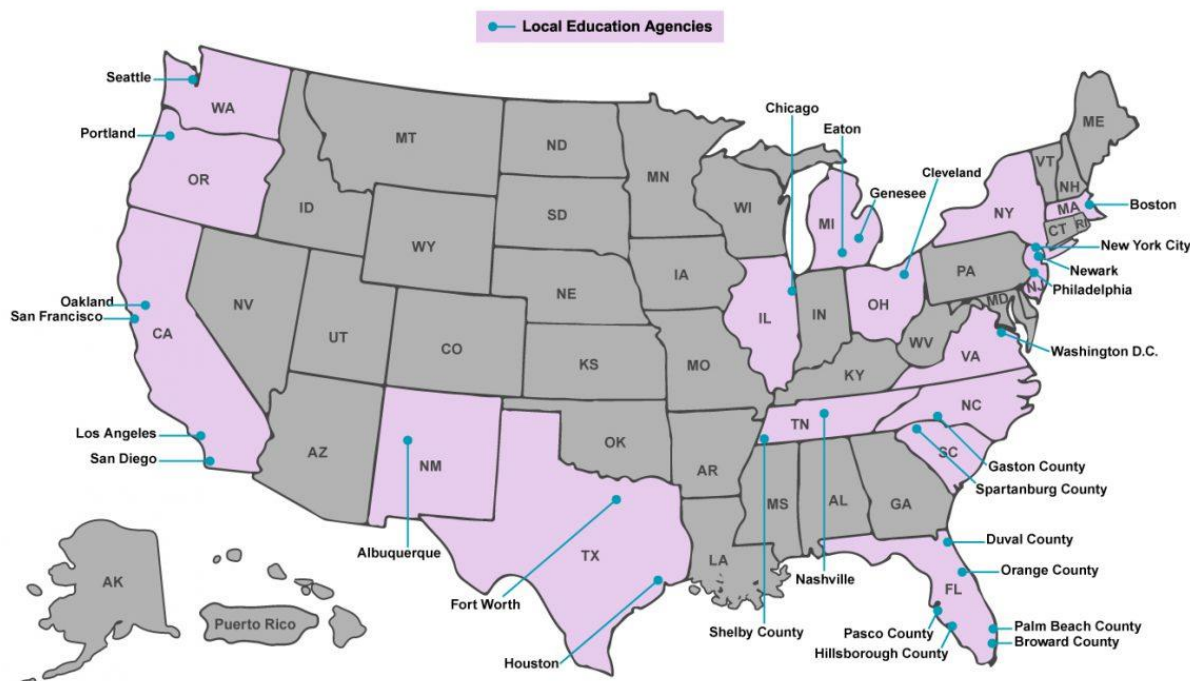 Local Education Agencies
Seattle
WA
Portland
OR
MT
ND
MN
ME
ID
WY
SD
WI
Chicago
Eaton
Cleveland
Genesee
MI
VT
NH
NY
MA
Boston
CT
RI
New York City
Newark
Philadelphia
NJ
PA
IA
NE
NV
Oakland
San Francisco
CA
UT
CO
IL
IN
OH
MD
WV
VA
Washington D.C.
KS
MO
KY
Los Angeles
San Diego
AZ
NM
OK
TN
NC
AR
SC
Gaston County
Spartanburg County
MS
AL
GA
Albuquerque
TX
LA
Duval County
Orange County
FL
Nashville
AK
Puerto Rico
Fort Worth
Houston
Shelby County
Pasco County
Hillsborough County
Palm Beach County
Broward County